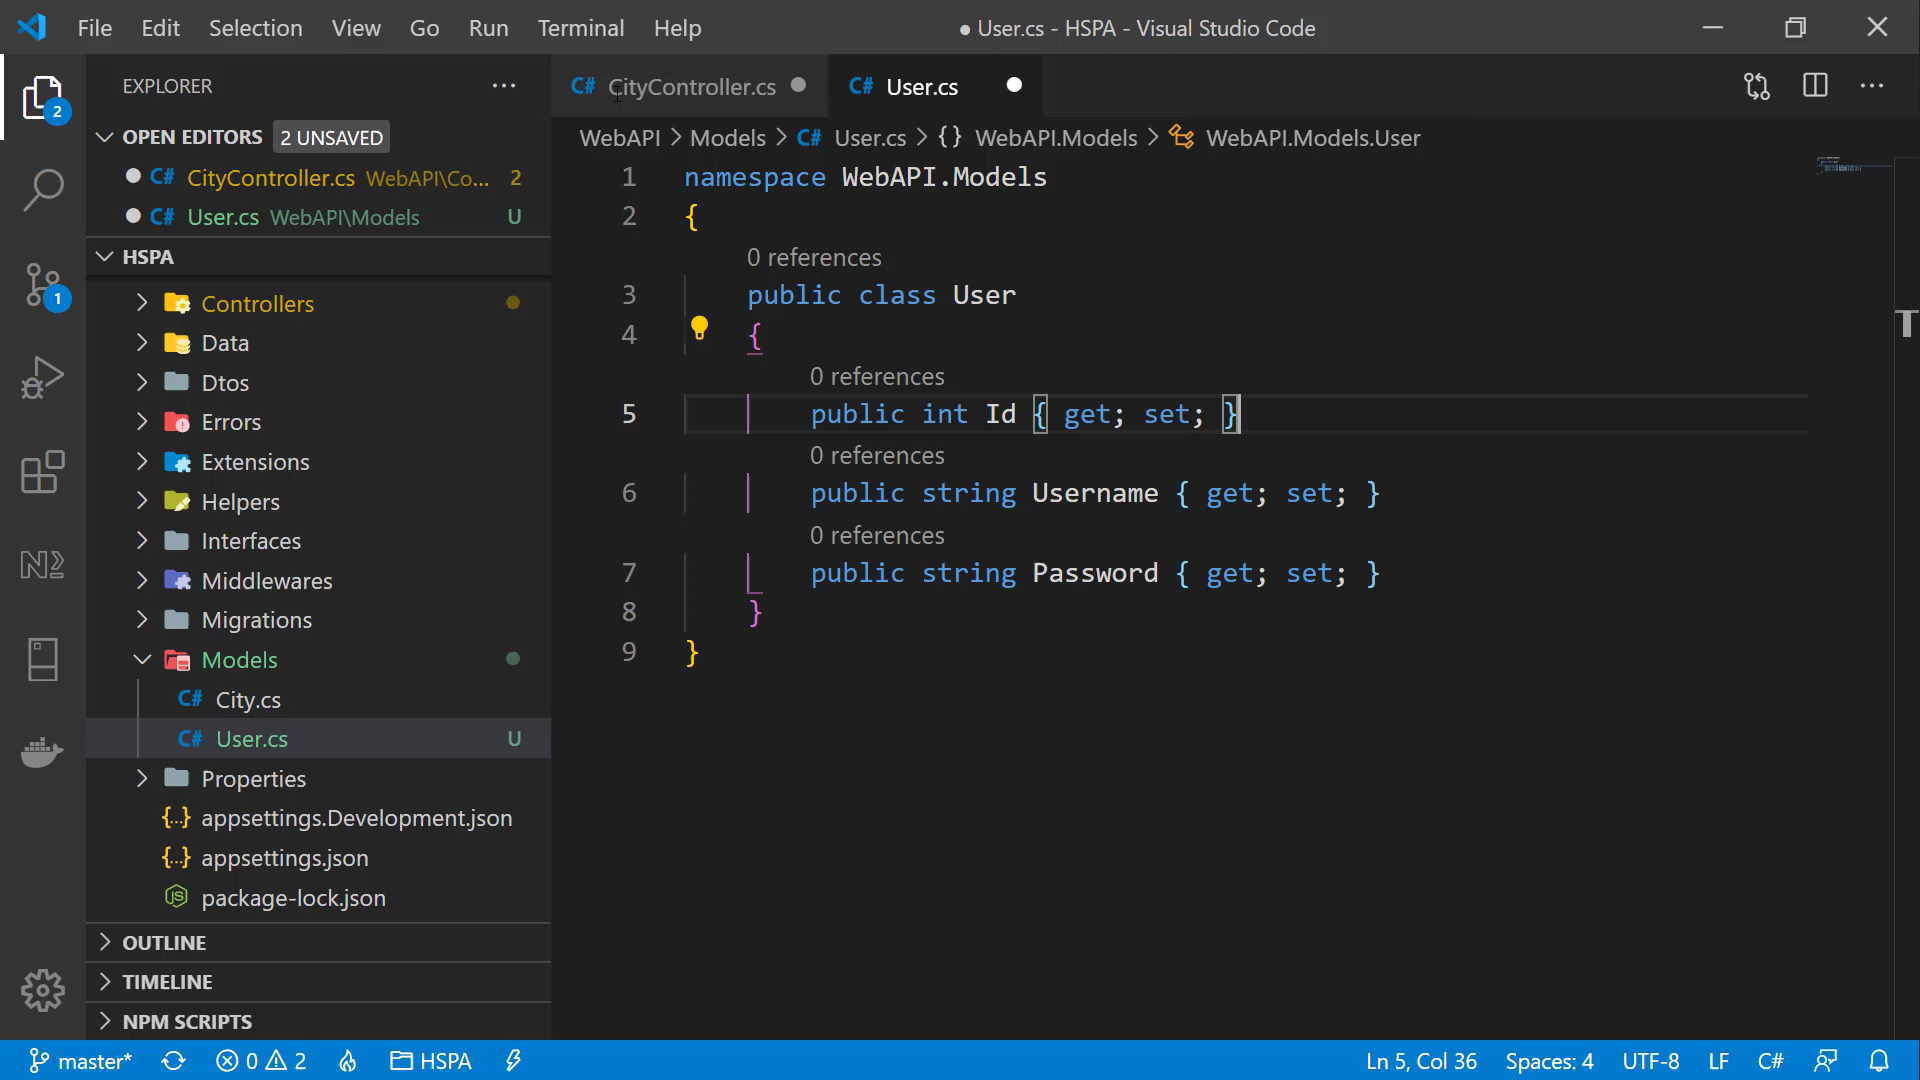 File Edit Selection View Go Run Terminal Help
● User.cs - HSPA - Visual Studio Code
EXPLORER
OPEN EDITORS 2 UNSAVED
C# CityController.cs WebAPI\Co... 2
C# User.cs WebAPI\Models U
HSPA
Controllers
Data
Dtos
Errors
Extensions
Helpers
Interfaces
Middlewares
Migrations
Models
C# City.cs
C# User.cs U
Properties
{...} appsettings.Development.json
{...} appsettings.json
package-lock.json
OUTLINE
TIMELINE
NPM SCRIPTS
2
1
C# CityController.cs
C# User.cs
WebAPI > Models > C# User.cs > {} WebAPI.Models > WebAPI.Models.User
1 namespace WebAPI.Models
2 {
0 references
3 public class User
4 {
0 references
5 public int Id { get; set; }
0 references
6 public string Username { get; set; }
0 references
7 public string Password { get; set; }
8 }
9 }
master* 0 2 HSPA
Ln 5, Col 36 Spaces: 4 UTF-8 LF C#